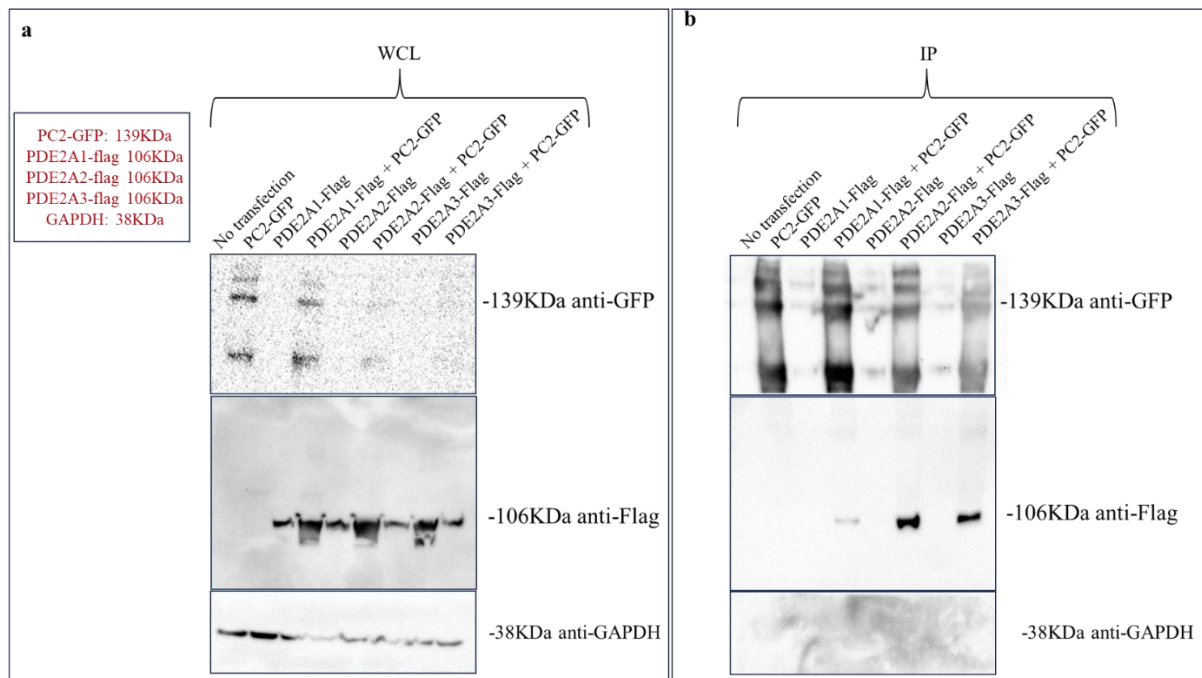 a
WCL
PC2-GFP: 139KDa
PDE2A1-flag 106KDa
PDE2A2-flag 106KDa
PDE2A3-flag 106KDa
GAPDH: 38KDa
No transfection
PC2-GFP
PDE2A1-Flag
PDE2A1-Flag + PC2-GFP
PDE2A2-Flag
PDE2A2-Flag + PC2-GFP
PDE2A3-Flag
PDE2A3-Flag + PC2-GFP
-139KDa anti-GFP
-106KDa anti-Flag
-38KDa anti-GAPDH
b
IP
No transfection
PC2-GFP
PDE2A1-Flag
PDE2A1-Flag + PC2-GFP
PDE2A2-Flag
PDE2A2-Flag + PC2-GFP
PDE2A3-Flag
PDE2A3-Flag + PC2-GFP
-139KDa anti-GFP
-106KDa anti-Flag
-38KDa anti-GAPDH